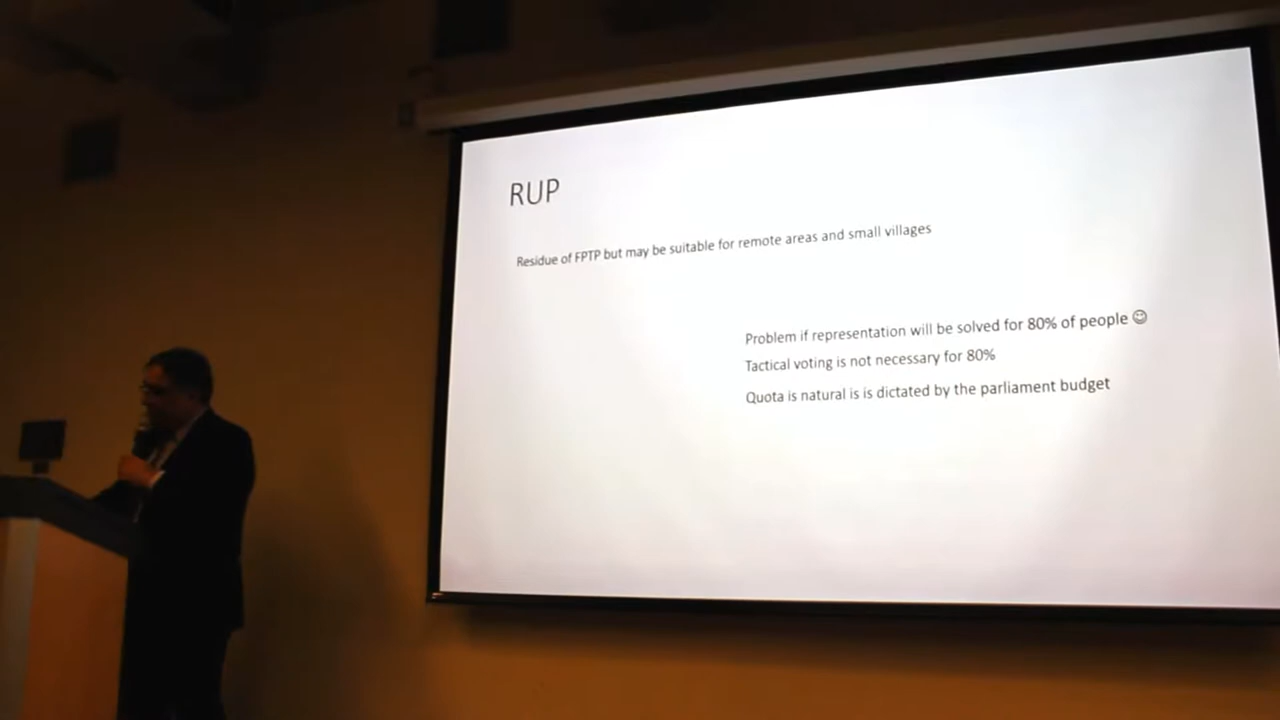 RUP
Residue of FPTP but may be suitable for remote areas and small villages
Problem if representation will be solved for 80% of people ☺
Tactical voting is not necessary for 80%
Quota is natural is is dictated by the parliament budget